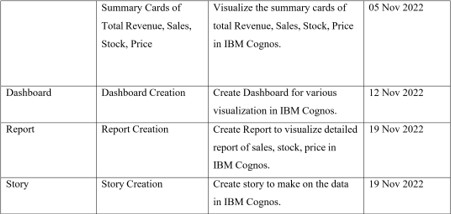 Summary Cards of
Total Revenue, Sales,
Stock, Price
Visualize the summary cards of
total Revenue, Sales, Stock, Price
in IBM Cognos.
05 Nov 2022
Dashboard
Dashboard Creation
Create Dashboard for various
visualization in IBM Cognos.
12 Nov 2022
Report
Report Creation
Create Report to visualize detailed
report of sales, stock, price in
IBM Cognos.
19 Nov 2022
Story
Story Creation
Create story to make on the data
in IBM Cognos.
19 Nov 2022